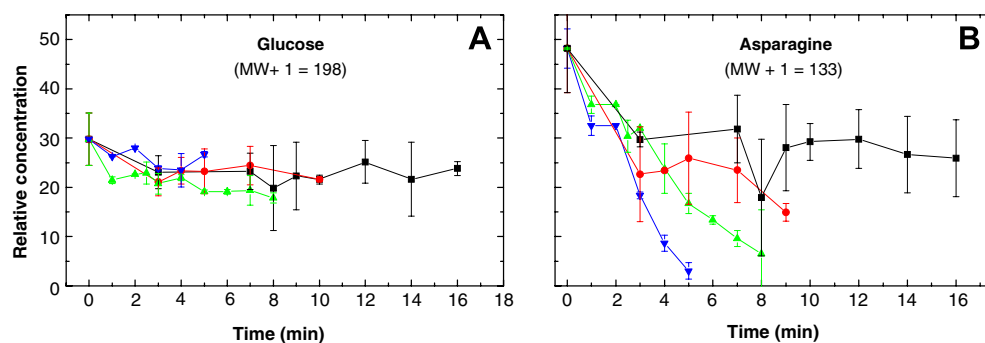 A
Glucose
(MW+ 1 = 198)
Relative concentration
50
40
30
20
10
0
0 2 4 6 8 10 12 14 16 18
Time (min)
B
Asparagine
(MW + 1 = 133)
0 2 4 6 8 10 12 14 16
Time (min)